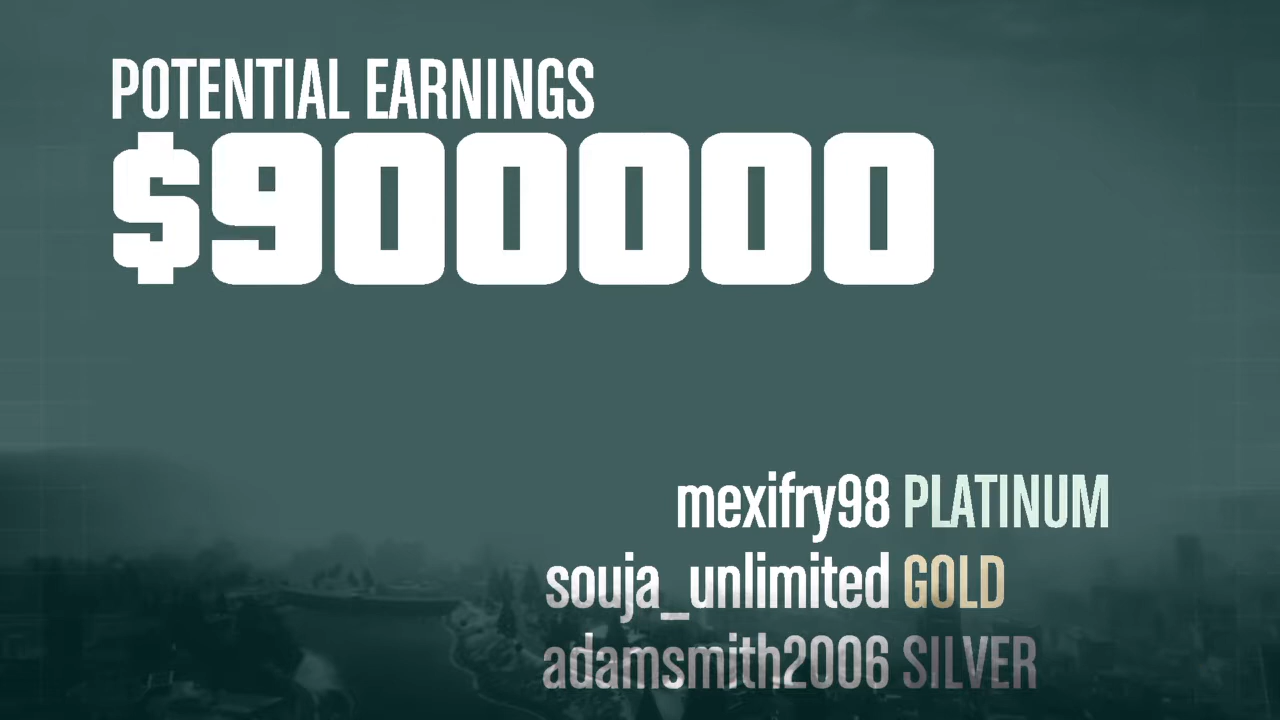 POTENTIAL EARNINGS
$900000
mexifry98 PLATINUM
souja_unlimited GOLD
adamsmith2006 SILVER